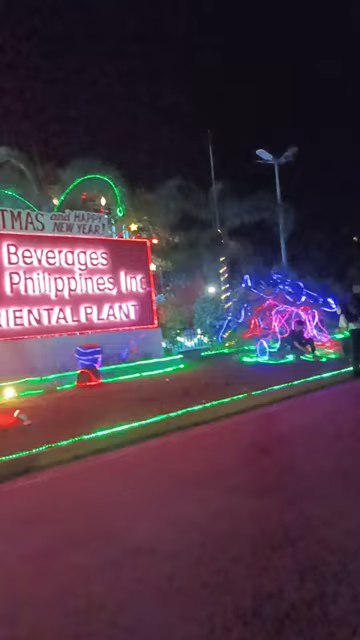 TMAS and HAPPY
NEW YEAR!
Beverages
Philippines, Inc
IENTAL PLANT